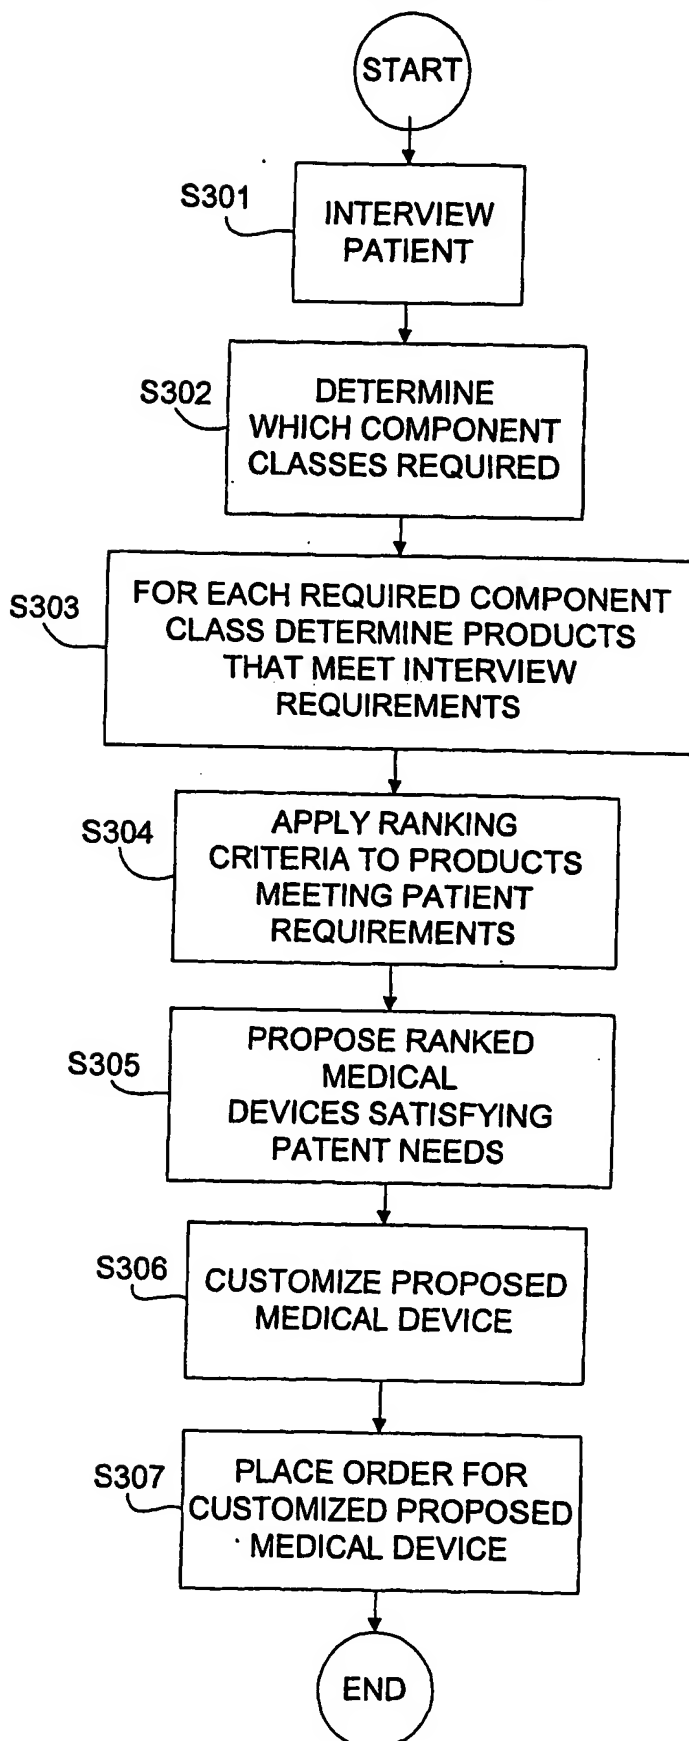 START
S301
INTERVIEW
PATIENT
S302
DETERMINE
WHICH COMPONENT
CLASSES REQUIRED
S303
FOR EACH REQUIRED COMPONENT
CLASS DETERMINE PRODUCTS
THAT MEET INTERVIEW
REQUIREMENTS
S304
APPLY RANKING
CRITERIA TO PRODUCTS
MEETING PATIENT
REQUIREMENTS
S305
PROPOSE RANKED
MEDICAL
DEVICES SATISFYING
PATENT NEEDS
S306
CUSTOMIZE PROPOSED
MEDICAL DEVICE
S307
PLACE ORDER FOR
CUSTOMIZED PROPOSED
MEDICAL DEVICE
END